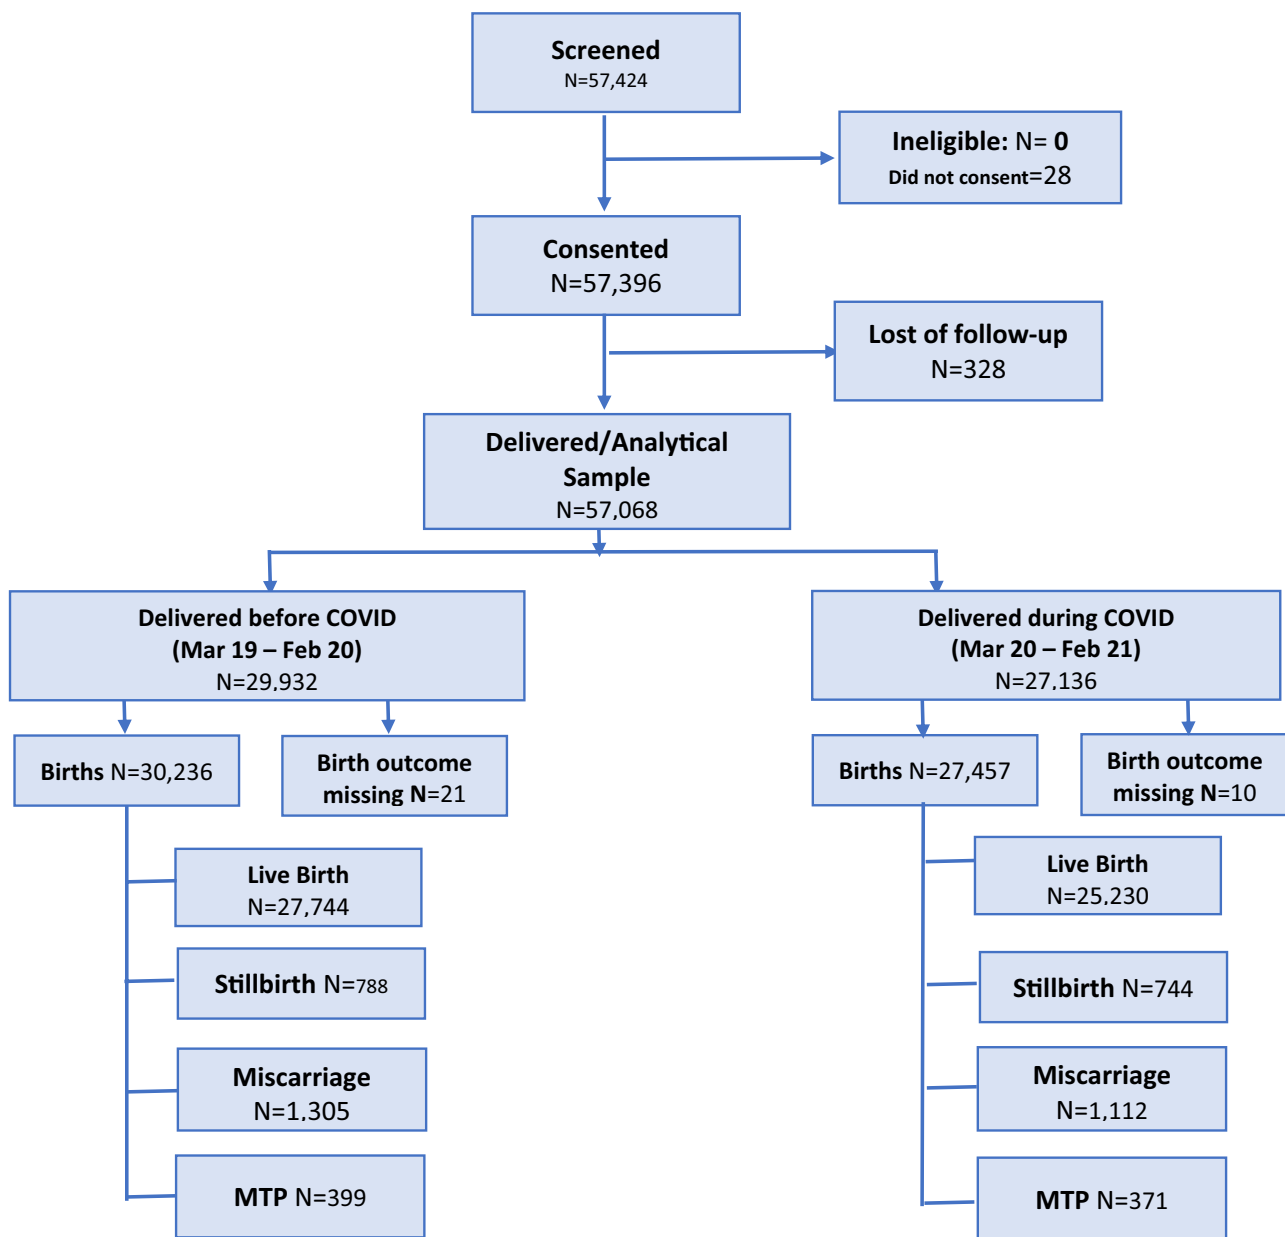 Screened
N=57,424
Ineligible: N= 0
Did not consent=28
Consented
N=57,396
Lost of follow-up
N=328
Delivered/Analytical
Sample
N=57,068
Delivered before COVID
(Mar 19 – Feb 20)
N=29,932
Delivered during COVID
(Mar 20 – Feb 21)
N=27,136
Births N=30,236
Birth outcome
missing N=21
Births N=27,457
Birth outcome
missing N=10
Live Birth
N=27,744
Stillbirth N=788
Miscarriage
N=1,305
MTP N=399
Live Birth
N=25,230
Stillbirth N=744
Miscarriage
N=1,112
MTP N=371